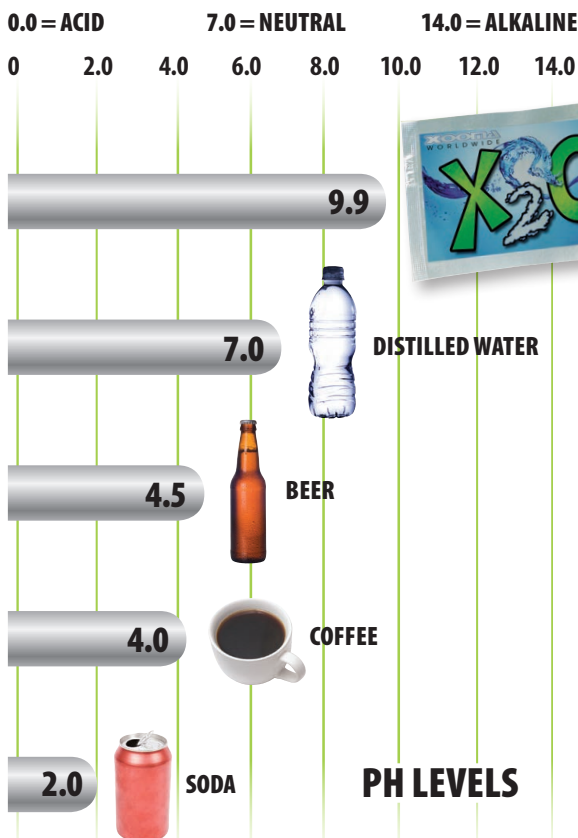 0.0 = ACID 7.0 = NEUTRAL 14.0 = ALKALINE
0 2.0 4.0 6.0 8.0 10.0 12.0 14.0
XOOMA
WORLDWIDE
X2O
9.9
7.0 DISTILLED WATER
4.5 BEER
4.0 COFFEE
2.0 SODA PH LEVELS